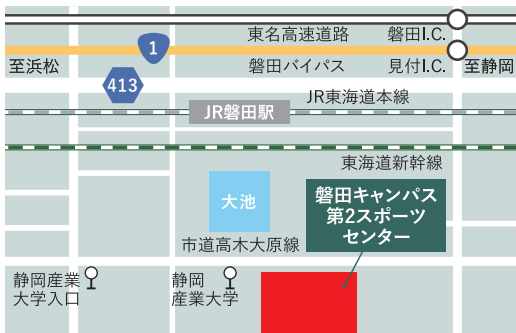 東名高速道路 磐田I.C.
1
至浜松 磐田バイパス 見付I.C. 至静岡
413
JR東海道本線
JR磐田駅
東海道新幹線
磐田キャンパス
第2スポーツ
センター
大池
市道高木大原線
静岡産業
大学入口
静岡
産業大学